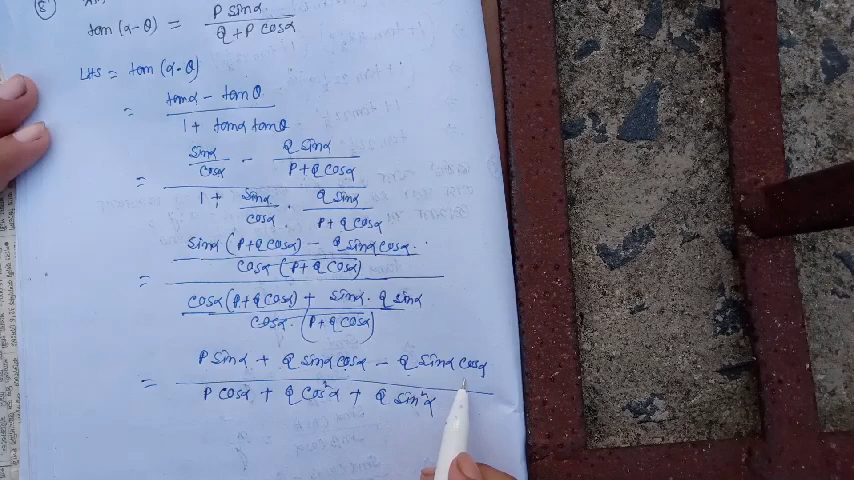 8
tan (α-θ) = P sinα / Q + P cosα
LHS = tan (α-θ)
= tanα - tanθ / 1 + tanα tanθ
= sinα/cosα - Q sinα/P + Q cosα / 1 + sinα/cosα . Q sinα/P + Q cosα
= sinα (P+Q cosα) - Q sinα cosα / cosα (P+Q cosα) / cosα (P+Q cosα) + sinα . Q sinα / cosα . (P+Q cosα)
= P sinα + Q sinα cosα - Q sinα cosα / P cosα + Q cos²α + Q sin²α